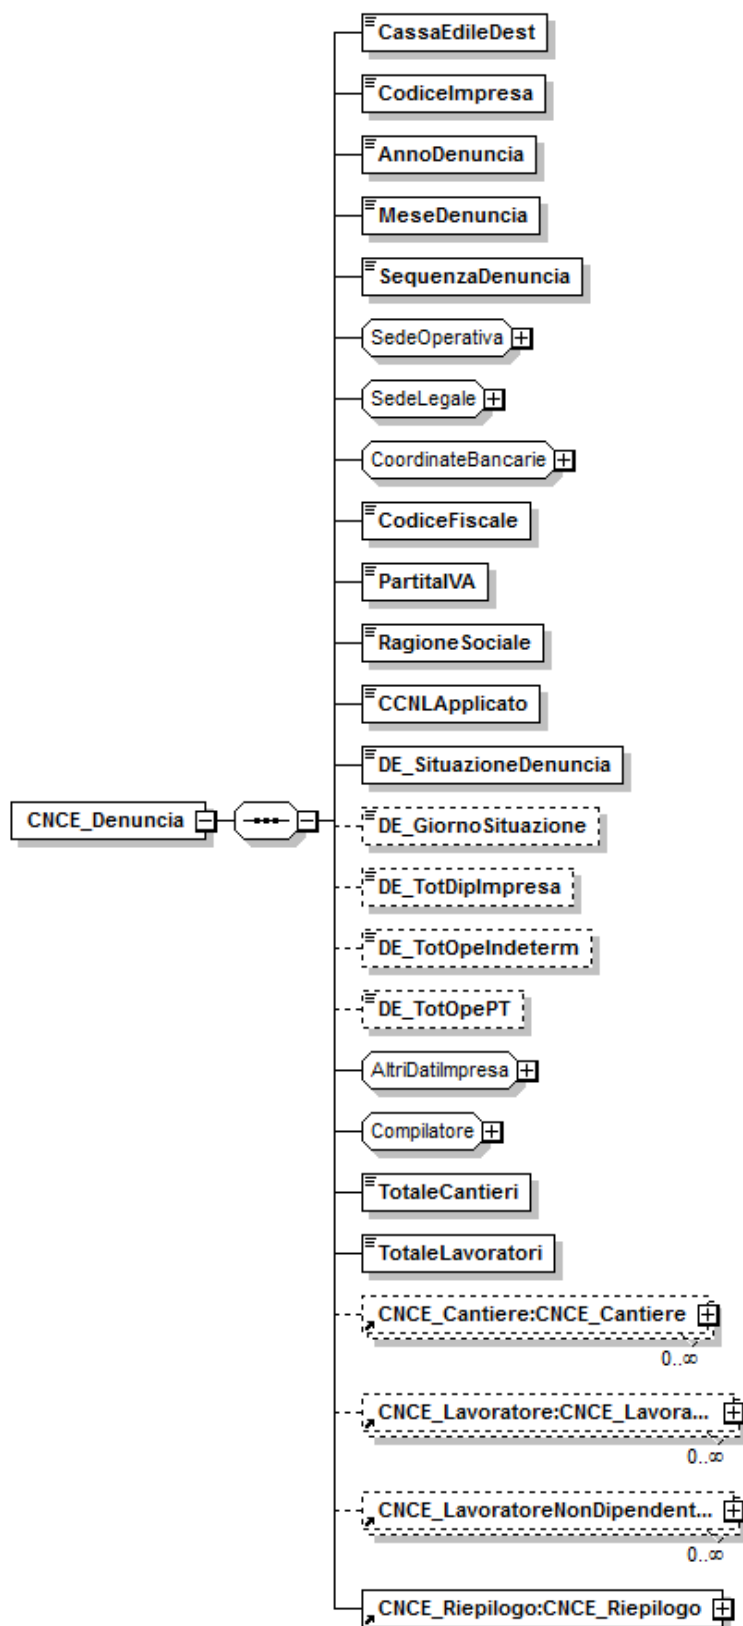 CassaEdileDest
CodiceImpresa
AnnoDenuncia
MeseDenuncia
SequenzaDenuncia
SedeOperativa
SedeLegale
CoordinateBancarie
CodiceFiscale
PartitaIVA
RagioneSociale
CCNLApplicato
DE_SituazioneDenuncia
CNCE_Denuncia
DE_GiornoSituazione
DE_TotDipImpresa
DE_TotOpeIndeterm
DE_TotOpePT
AltriDatiImpresa
Compilatore
TotaleCantieri
TotaleLavoratori
CNCE_Cantiere:CNCE_Cantiere
0..∞
CNCE_Lavoratore:CNCE_Lavora...
0..∞
CNCE_LavoratoreNonDipendent...
0..∞
CNCE_Riepilogo:CNCE_Riepilogo